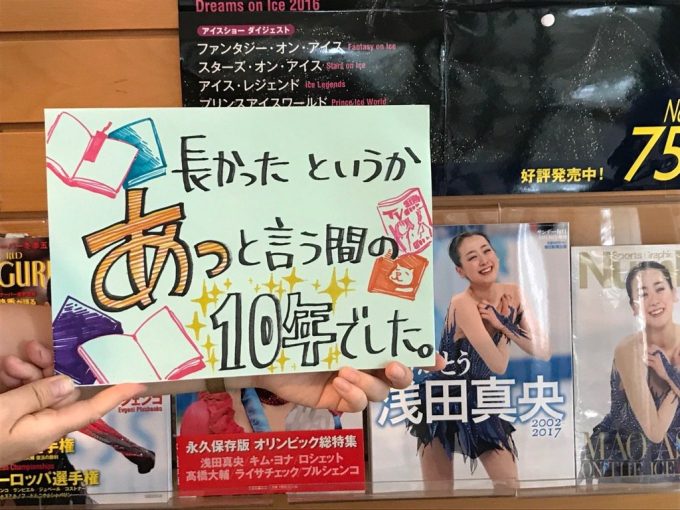 Dreams on Ice 2016
アイスショー ダイジェスト
ファンタジー・オン・アイス Fantasy on Ice
スターズ・オン・アイス Stars on Ice
アイス・レジェンド Ice Legends
プリンスアイスワールド Prince Ice World
No
75
好評発売中！
長かった というか
あっと言う間の
10年でした。
浅田真央
2002
2017
MAO AS
ON THE ICE
Evgeni Plushenko
永久保存版 オリンピック総特集
浅田真央 キム・ヨナ/ロシェット
高橋大輔 ライサチェック/プルシェンコ
ーロッパ選手権